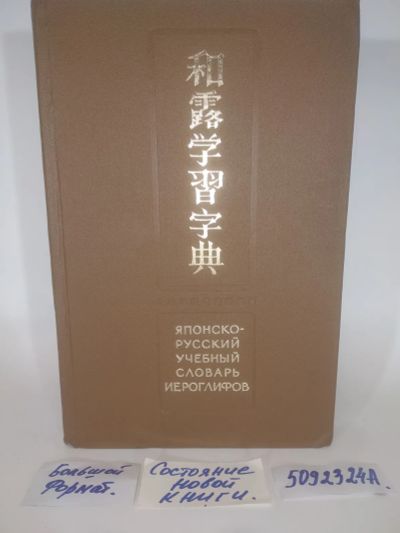 和露学習字典
ЯПОНСКО-
РУССКИЙ
УЧЕБНЫЙ
СЛОВАРЬ
ИЕРОГЛИФОВ
Большой
Формат.
Состояние
Новой
книги.
5092324А.